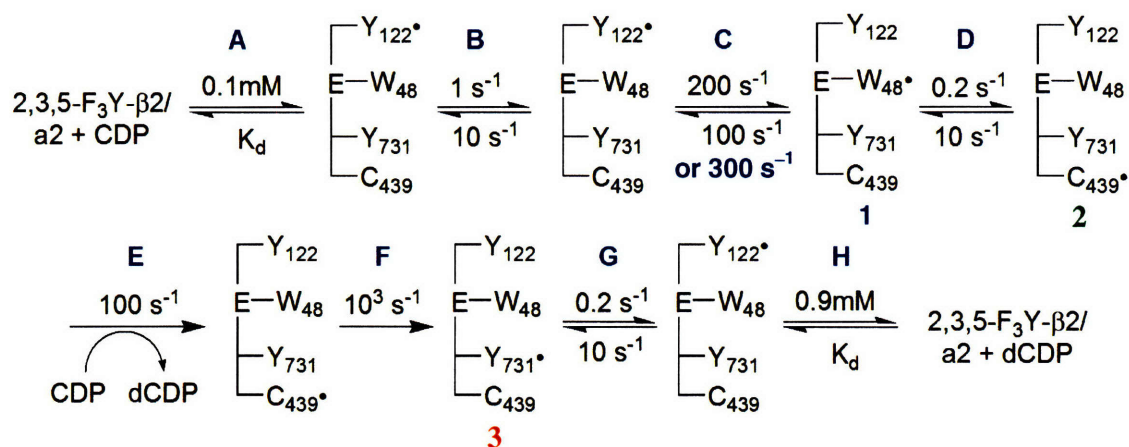 A
B
C
D
2,3,5-F₃Y-β2/
a2 + CDP
0.1mM
K_d
Y₁₂₂•
E–W₄₈
Y₇₃₁
C₄₃₉
1 s⁻¹
10 s⁻¹
Y₁₂₂•
E–W₄₈
Y₇₃₁
C₄₃₉
200 s⁻¹
100 s⁻¹
or 300 s⁻¹
Y₁₂₂
E–W₄₈•
Y₇₃₁
C₄₃₉
1
0.2 s⁻¹
10 s⁻¹
Y₁₂₂
E–W₄₈
Y₇₃₁
C₄₃₉•
2
E
F
G
H
100 s⁻¹
CDP dCDP
Y₁₂₂
E–W₄₈
Y₇₃₁
C₄₃₉•
10³ s⁻¹
Y₁₂₂
E–W₄₈
Y₇₃₁•
C₄₃₉
3
0.2 s⁻¹
10 s⁻¹
Y₁₂₂•
E–W₄₈
Y₇₃₁
C₄₃₉
0.9mM
K_d
2,3,5-F₃Y-β2/
a2 + dCDP